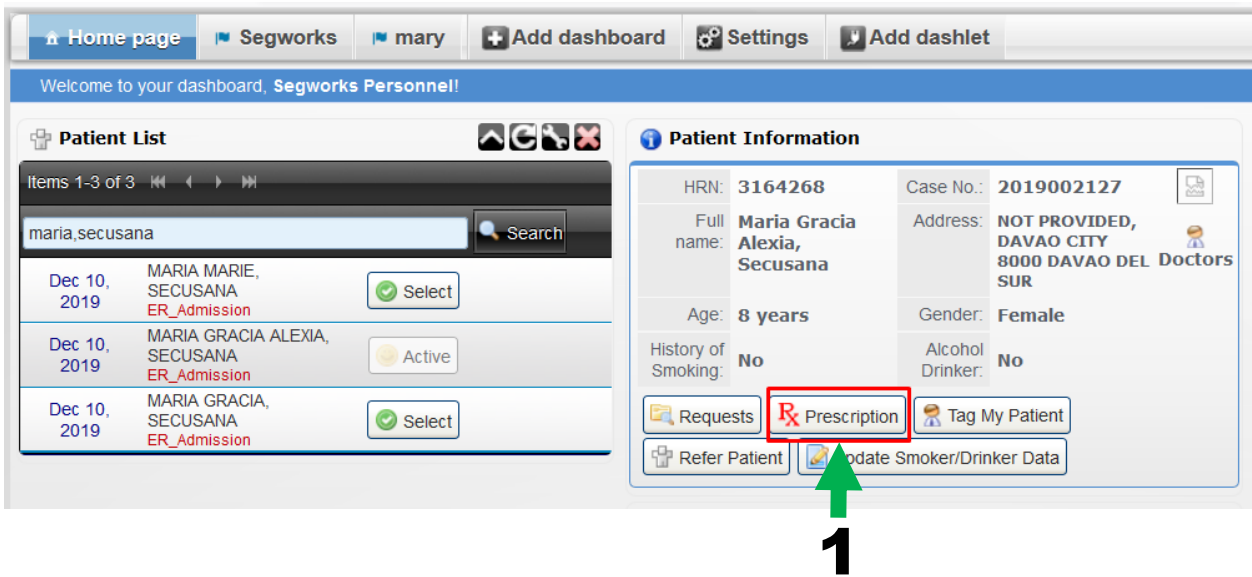 Home page Segworks mary Add dashboard Settings Add dashlet
Welcome to your dashboard, Segworks Personnel!
Patient List
Items 1-3 of 3
maria,secusana Search
Dec 10, 2019
MARIA MARIE,
SECUSANA
ER_Admission
Select
Dec 10, 2019
MARIA GRACIA ALEXIA,
SECUSANA
ER_Admission
Active
Dec 10, 2019
MARIA GRACIA,
SECUSANA
ER_Admission
Select
Patient Information
HRN: 3164268 Case No.: 2019002127
Full name: Maria Gracia
Alexia,
Secusana
Address: NOT PROVIDED,
DAVAO CITY
8000 DAVAO DEL
SUR
Doctors
Age: 8 years Gender: Female
History of Smoking: No Alcohol Drinker: No
Requests Rx Prescription Tag My Patient
Refer Patient Update Smoker/Drinker Data
1